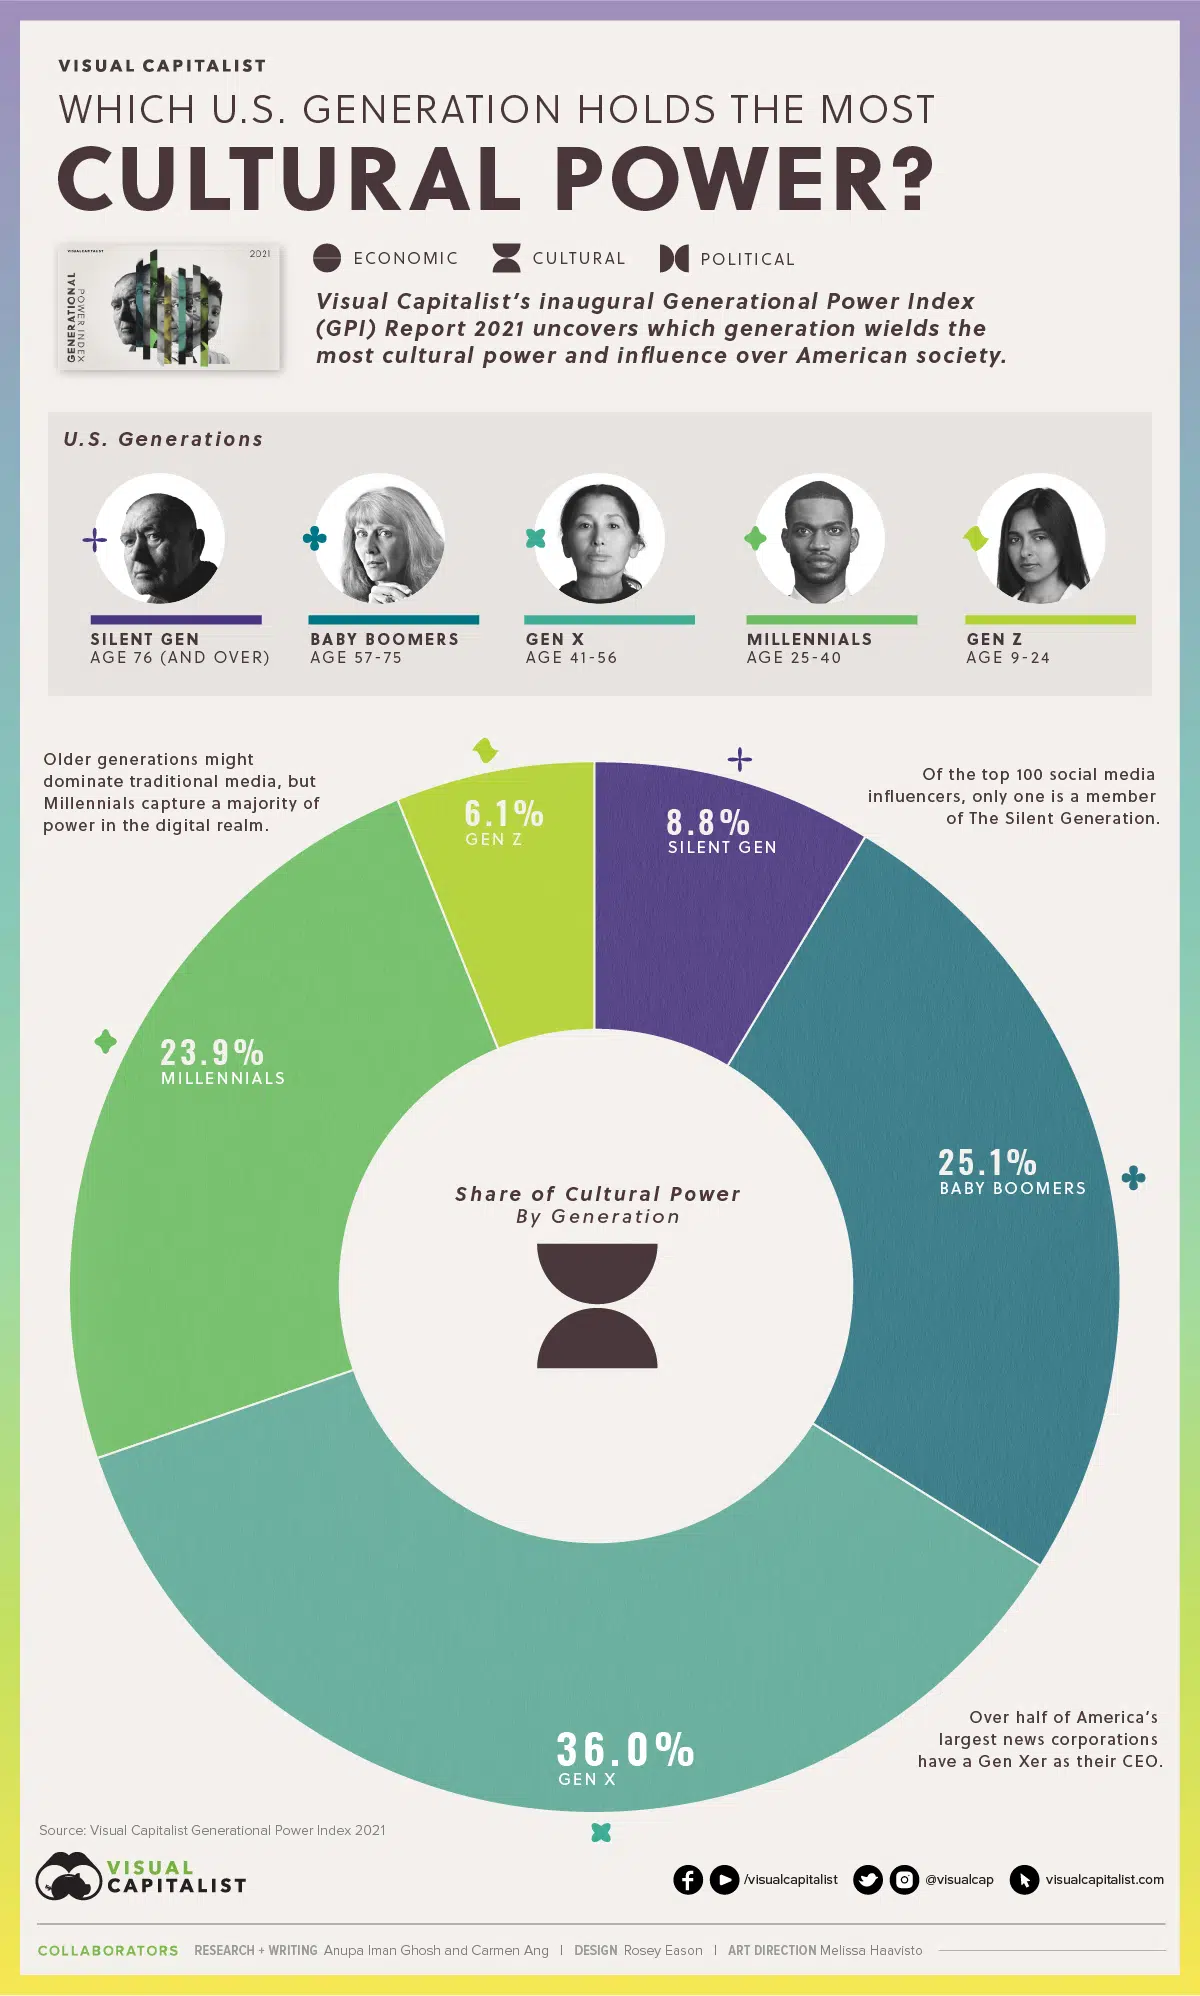 VISUAL CAPITALIST
WHICH U.S. GENERATION HOLDS THE MOST
CULTURAL POWER?
VISUAL CAPITALIST
2021
GENERATIONAL
POWER INDEX
ECONOMIC
CULTURAL
POLITICAL
Visual Capitalist's inaugural Generational Power Index
(GPI) Report 2021 uncovers which generation wields the
most cultural power and influence over American society.
U.S. Generations
SILENT GEN
AGE 76 (AND OVER)
BABY BOOMERS
AGE 57-75
GEN X
AGE 41-56
MILLENNIALS
AGE 25-40
GEN Z
AGE 9-24
Older generations might
dominate traditional media, but
Millennials capture a majority of
power in the digital realm.
Of the top 100 social media
influencers, only one is a member
of The Silent Generation.
6.1%
GEN Z
8.8%
SILENT GEN
23.9%
MILLENNIALS
25.1%
BABY BOOMERS
Share of Cultural Power
By Generation
36.0%
GEN X
Over half of America's
largest news corporations
have a Gen Xer as their CEO.
Source: Visual Capitalist Generational Power Index 2021
VISUAL
CAPITALIST
/visualcapitalist
@visualcap
visualcapitalist.com
COLLABORATORS RESEARCH + WRITING Anupa Iman Ghosh and Carmen Ang | DESIGN Rosey Eason | ART DIRECTION Melissa Haavisto